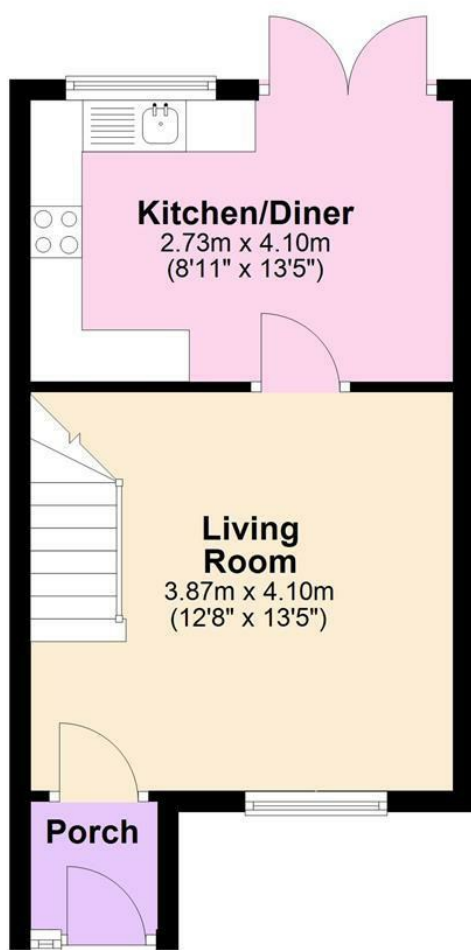 Kitchen/Diner
2.73m x 4.10m
(8'11" x 13'5")
Living
Room
3.87m x 4.10m
(12'8" x 13'5")
Porch